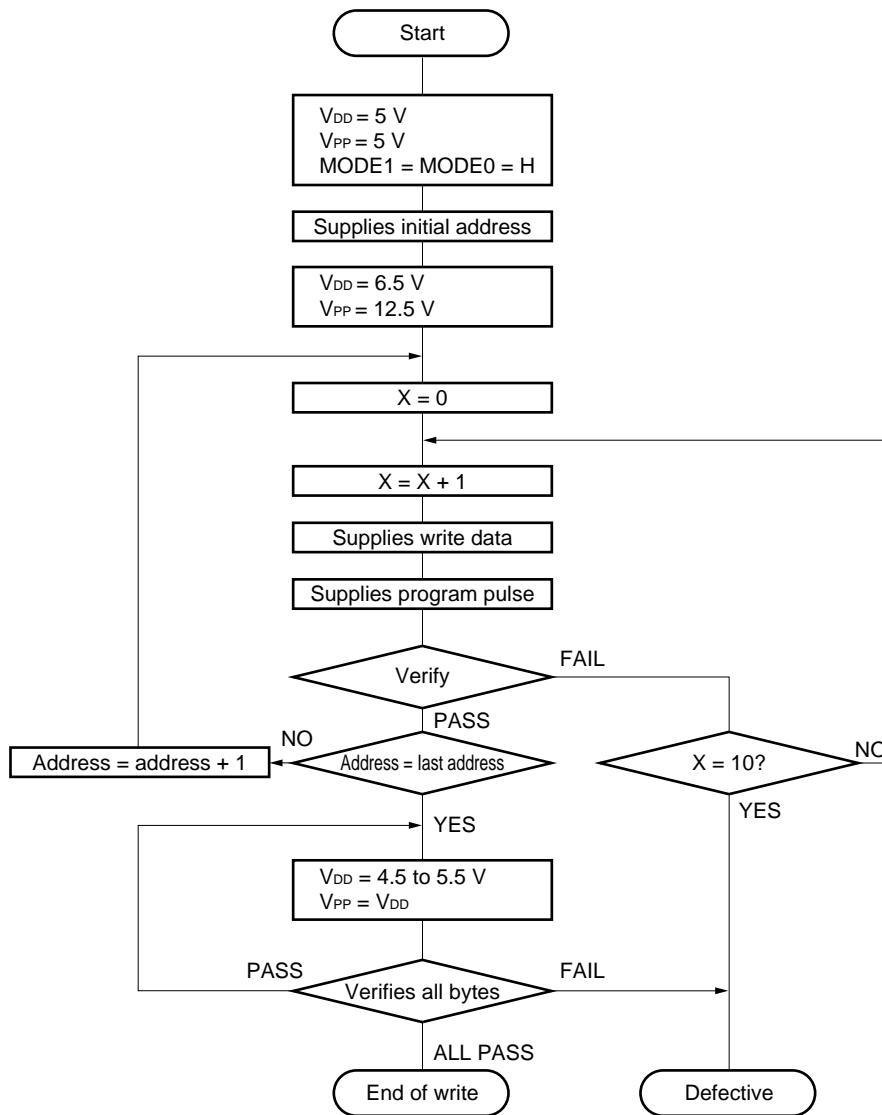 Start
VDD = 5 V
VPP = 5 V
MODE1 = MODE0 = H
Supplies initial address
VDD = 6.5 V
VPP = 12.5 V
X = 0
X = X + 1
Supplies write data
Supplies program pulse
Verify
FAIL
PASS
Address = address + 1
NO
Address = last address
X = 10?
NO
YES
YES
VDD = 4.5 to 5.5 V
VPP = VDD
PASS
Verifies all bytes
FAIL
ALL PASS
End of write
Defective